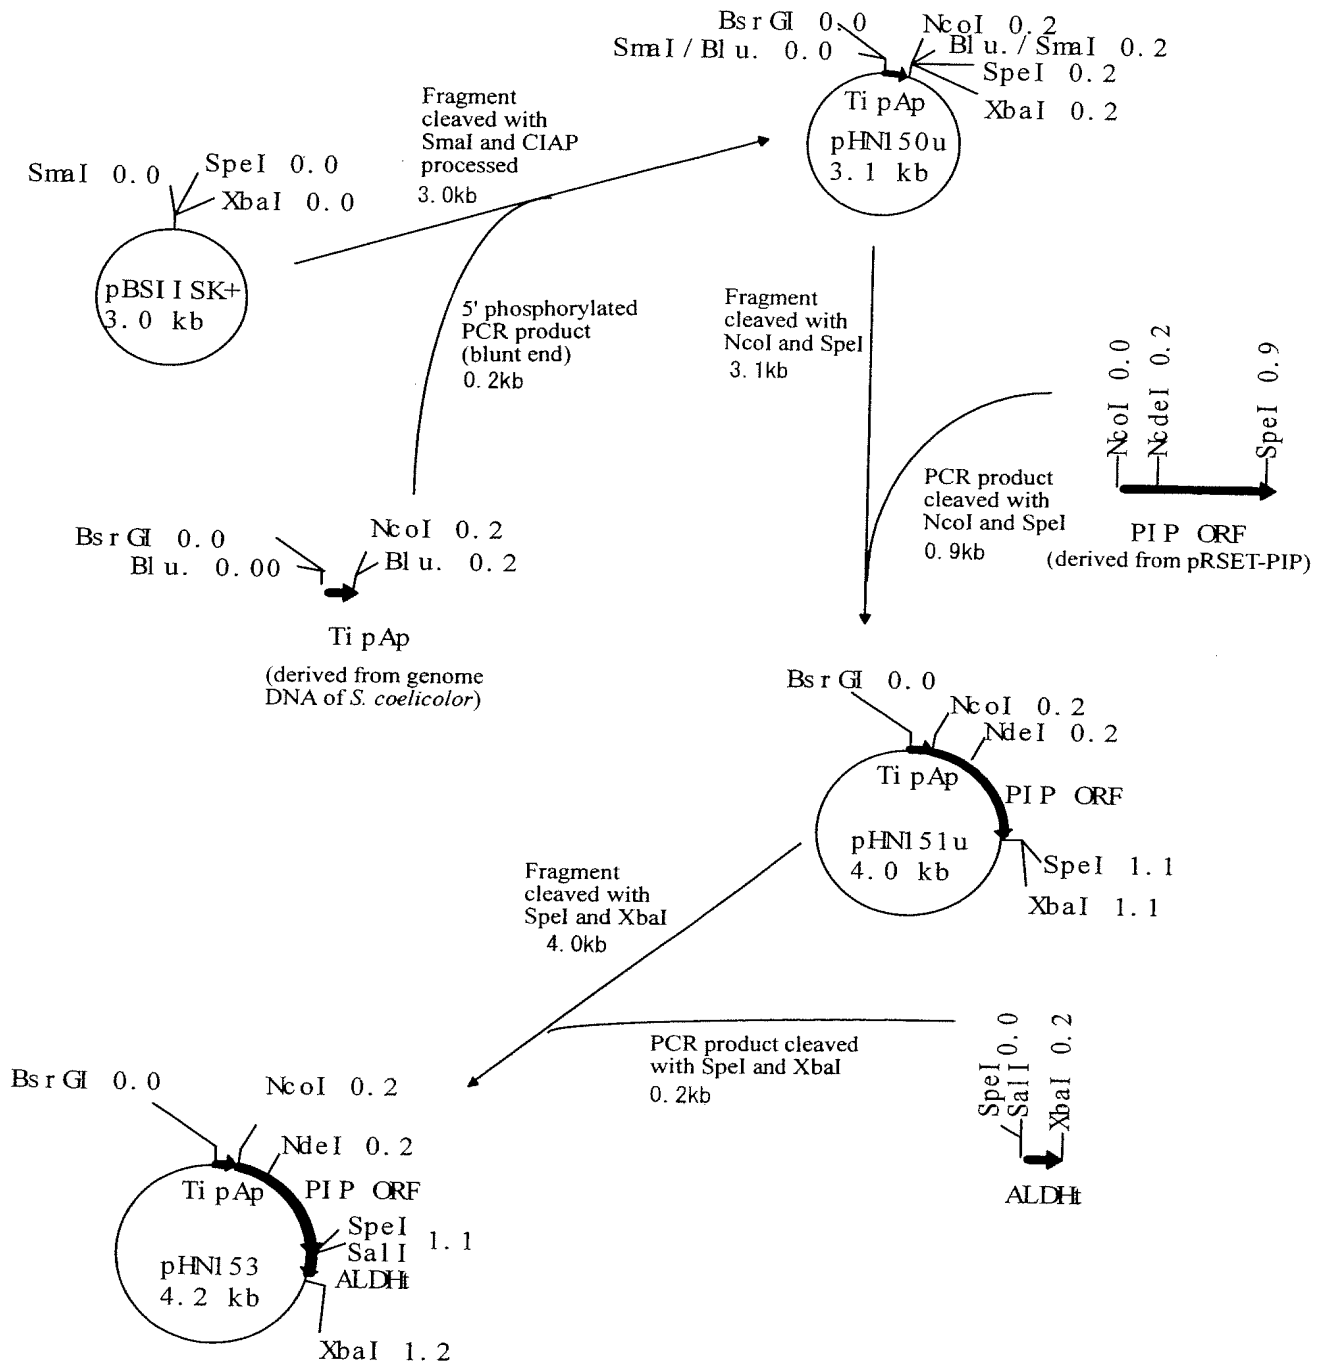 BsrGI 0.0
SmaI/Blu. 0.0
NcoI 0.2
Blu./SmaI 0.2
SpeI 0.2
XbaI 0.2
TipAp
pHN150u
3.1 kb
Fragment
cleaved with
SmaI and CIAP
processed
3.0kb
SmaI 0.0
SpeI 0.0
XbaI 0.0
pBSIISK+
3.0 kb
5' phosphorylated
PCR product
(blunt end)
0.2kb
Fragment
cleaved with
NcoI and SpeI
3.1kb
NcoI 0.0
NcdeI 0.2
SpeI 0.9
PCR product
cleaved with
NcoI and SpeI
0.9kb
PIP ORF
(derived from pRSET-PIP)
BsrGI 0.0
Blu. 0.00
NcoI 0.2
Blu. 0.2
TipAp
(derived from genome
DNA of S. coelicolor)
BsrGI 0.0
NcoI 0.2
NdeI 0.2
TipAp
PIP ORF
pHN151u
4.0 kb
SpeI 1.1
XbaI 1.1
Fragment
cleaved with
SpeI and XbaI
4.0kb
PCR product cleaved
with SpeI and XbaI
0.2kb
SpeI
SalI 0.0
XbaI 0.2
ALDHt
BsrGI 0.0
NcoI 0.2
NdeI 0.2
TipAp
PIP ORF
SpeI
SalI 1.1
ALDHt
pHN153
4.2 kb
XbaI 1.2